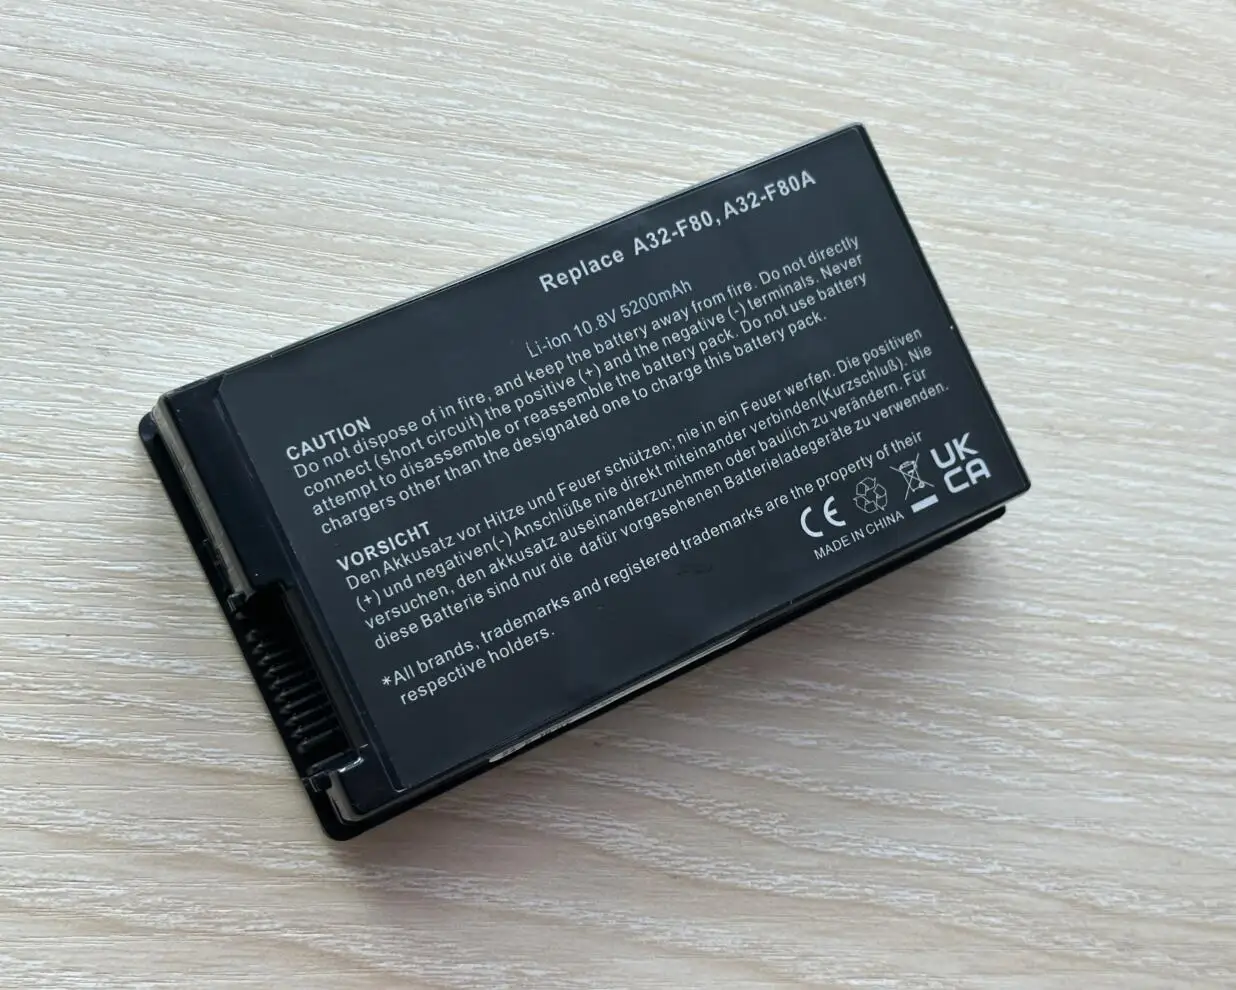 Replace A32-F80, A32-F80A
Li-ion 10.8V 5200mAh
CAUTION
Do not dispose of in fire, and keep the battery away from fire. Do not directly
connect (short circuit) the positive (+) and the negative (-) terminals. Never
attempt to disassemble or reassemble the battery pack. Do not use battery
chargers other than the designated one to charge this battery pack.
VORSICHT
Den Akkusatz vor Hitze und Feuer schützen; nie in ein Feuer werfen. Die positiven
(+) und negativen(-) Anschlüße nie direkt miteinander verbinden(Kurzschluß). Nie
versuchen, den akkusatz auseinanderzunehmen oder baulich zu verändern .Für
diese Batterie sind nur die dafür vorgesehenen Batterieladegeräte zu verwenden.
*All brands, trademarks and registered trademarks are the property of their
respective holders.
CE
UK
CA
MADE IN CHINA